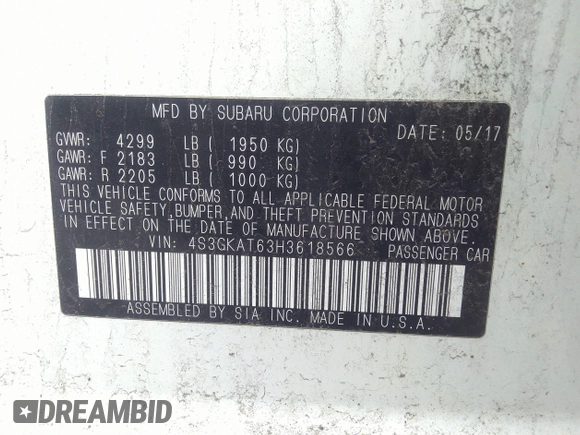 MFD BY SUBARU CORPORATION
DATE: 05/17
GVWR: 4299 LB ( 1950 KG)
GAWR: F 2183 LB ( 990 KG)
GAWR: R 2205 LB ( 1000 KG)
THIS VEHICLE CONFORMS TO ALL APPLICABLE FEDERAL MOTOR
VEHICLE SAFETY, BUMPER, AND THEFT PREVENTION STANDARDS
IN EFFECT ON THE DATE OF MANUFACTURE SHOWN ABOVE.
VIN: 4S3GKAT63H3618566 PASSENGER CAR
ASSEMBLED BY SIA INC. MADE IN U.S.A.
DREAMBID